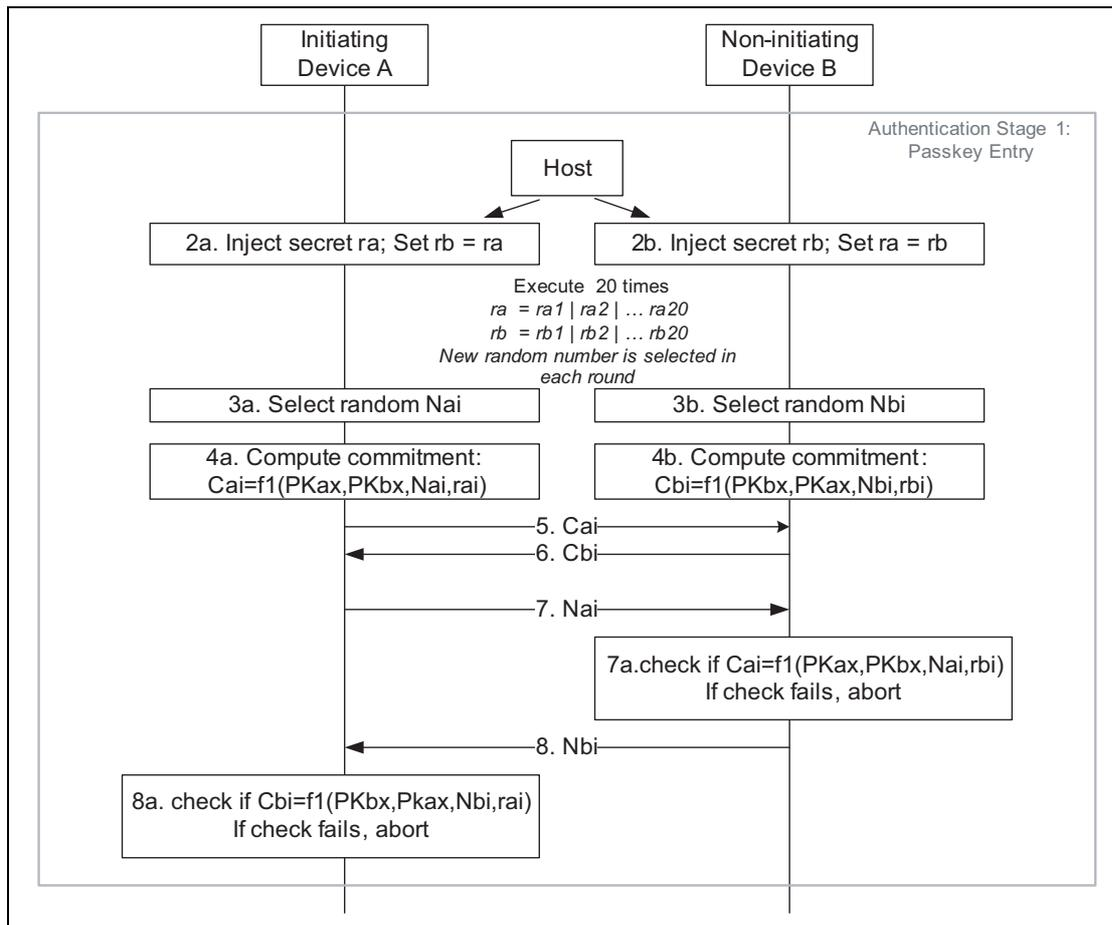 Initiating
Device A
Non-initiating
Device B
Authentication Stage 1:
Passkey Entry
Host
2a. Inject secret ra; Set rb = ra
2b. Inject secret rb; Set ra = rb
Execute 20 times
ra = ra1 | ra2 | … ra20
rb = rb1 | rb2 | … rb20
New random number is selected in
each round
3a. Select random Nai
3b. Select random Nbi
4a. Compute commitment:
Cai=f1(PKax,PKbx,Nai,rai)
4b. Compute commitment:
Cbi=f1(PKbx,PKax,Nbi,rbi)
5. Cai
6. Cbi
7. Nai
7a.check if Cai=f1(PKax,PKbx,Nai,rbi)
If check fails, abort
8. Nbi
8a. check if Cbi=f1(PKbx,Pkax,Nbi,rai)
If check fails, abort